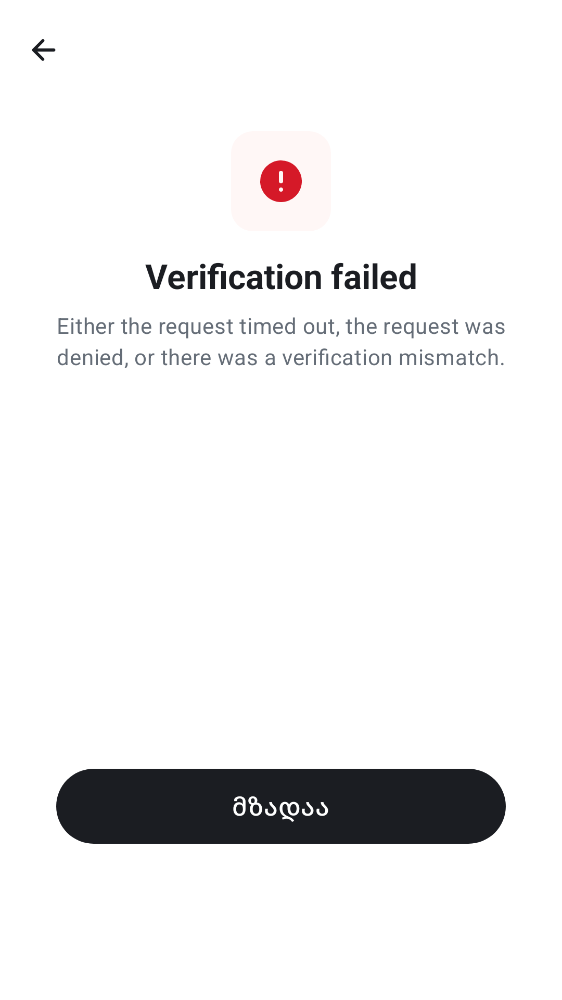 Verification failed
Either the request timed out, the request was
denied, or there was a verification mismatch.
მზადაა